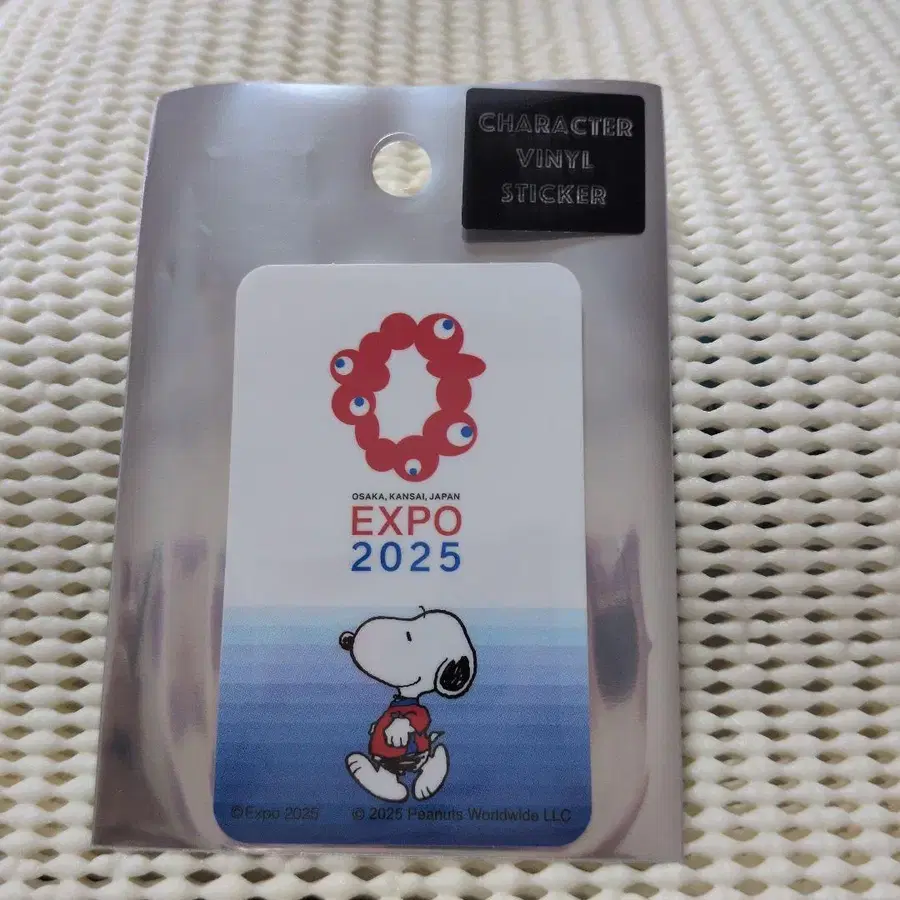 CHARACTER
VINYL
STICKER
OSAKA, KANSAI, JAPAN
EXPO
2025
©Expo 2025 © 2025 Peanuts Worldwide LLC